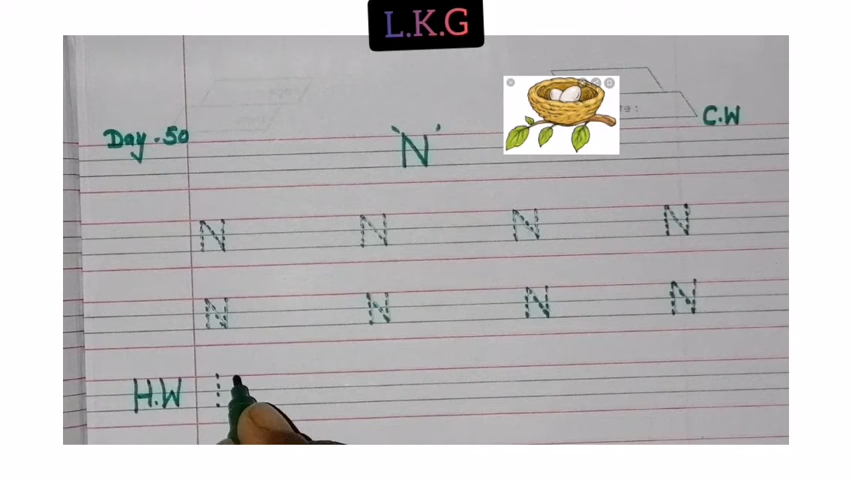 L.K.G
Day.50
'N'
C.W
N N N N
N N N N
H.W